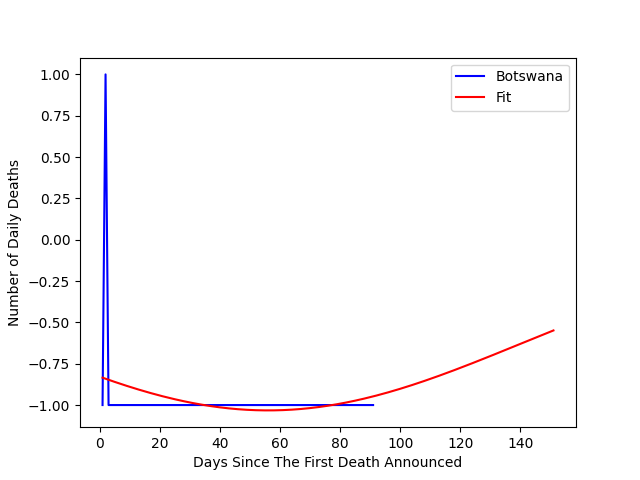 Botswana
Fit
1.00
0.75
0.50
0.25
0.00
−0.25
−0.50
−0.75
−1.00
Number of Daily Deaths
0 20 40 60 80 100 120 140
Days Since The First Death Announced